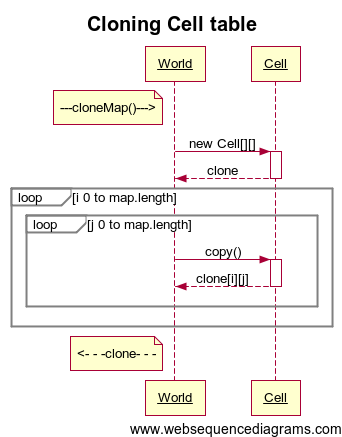 Cloning Cell table
World Cell
---cloneMap()--->
new Cell[][]
clone
loop [i 0 to map.length]
loop [j 0 to map.length]
copy()
clone[i][j]
<- - -clone- - -
World Cell
www.websequencediagrams.com